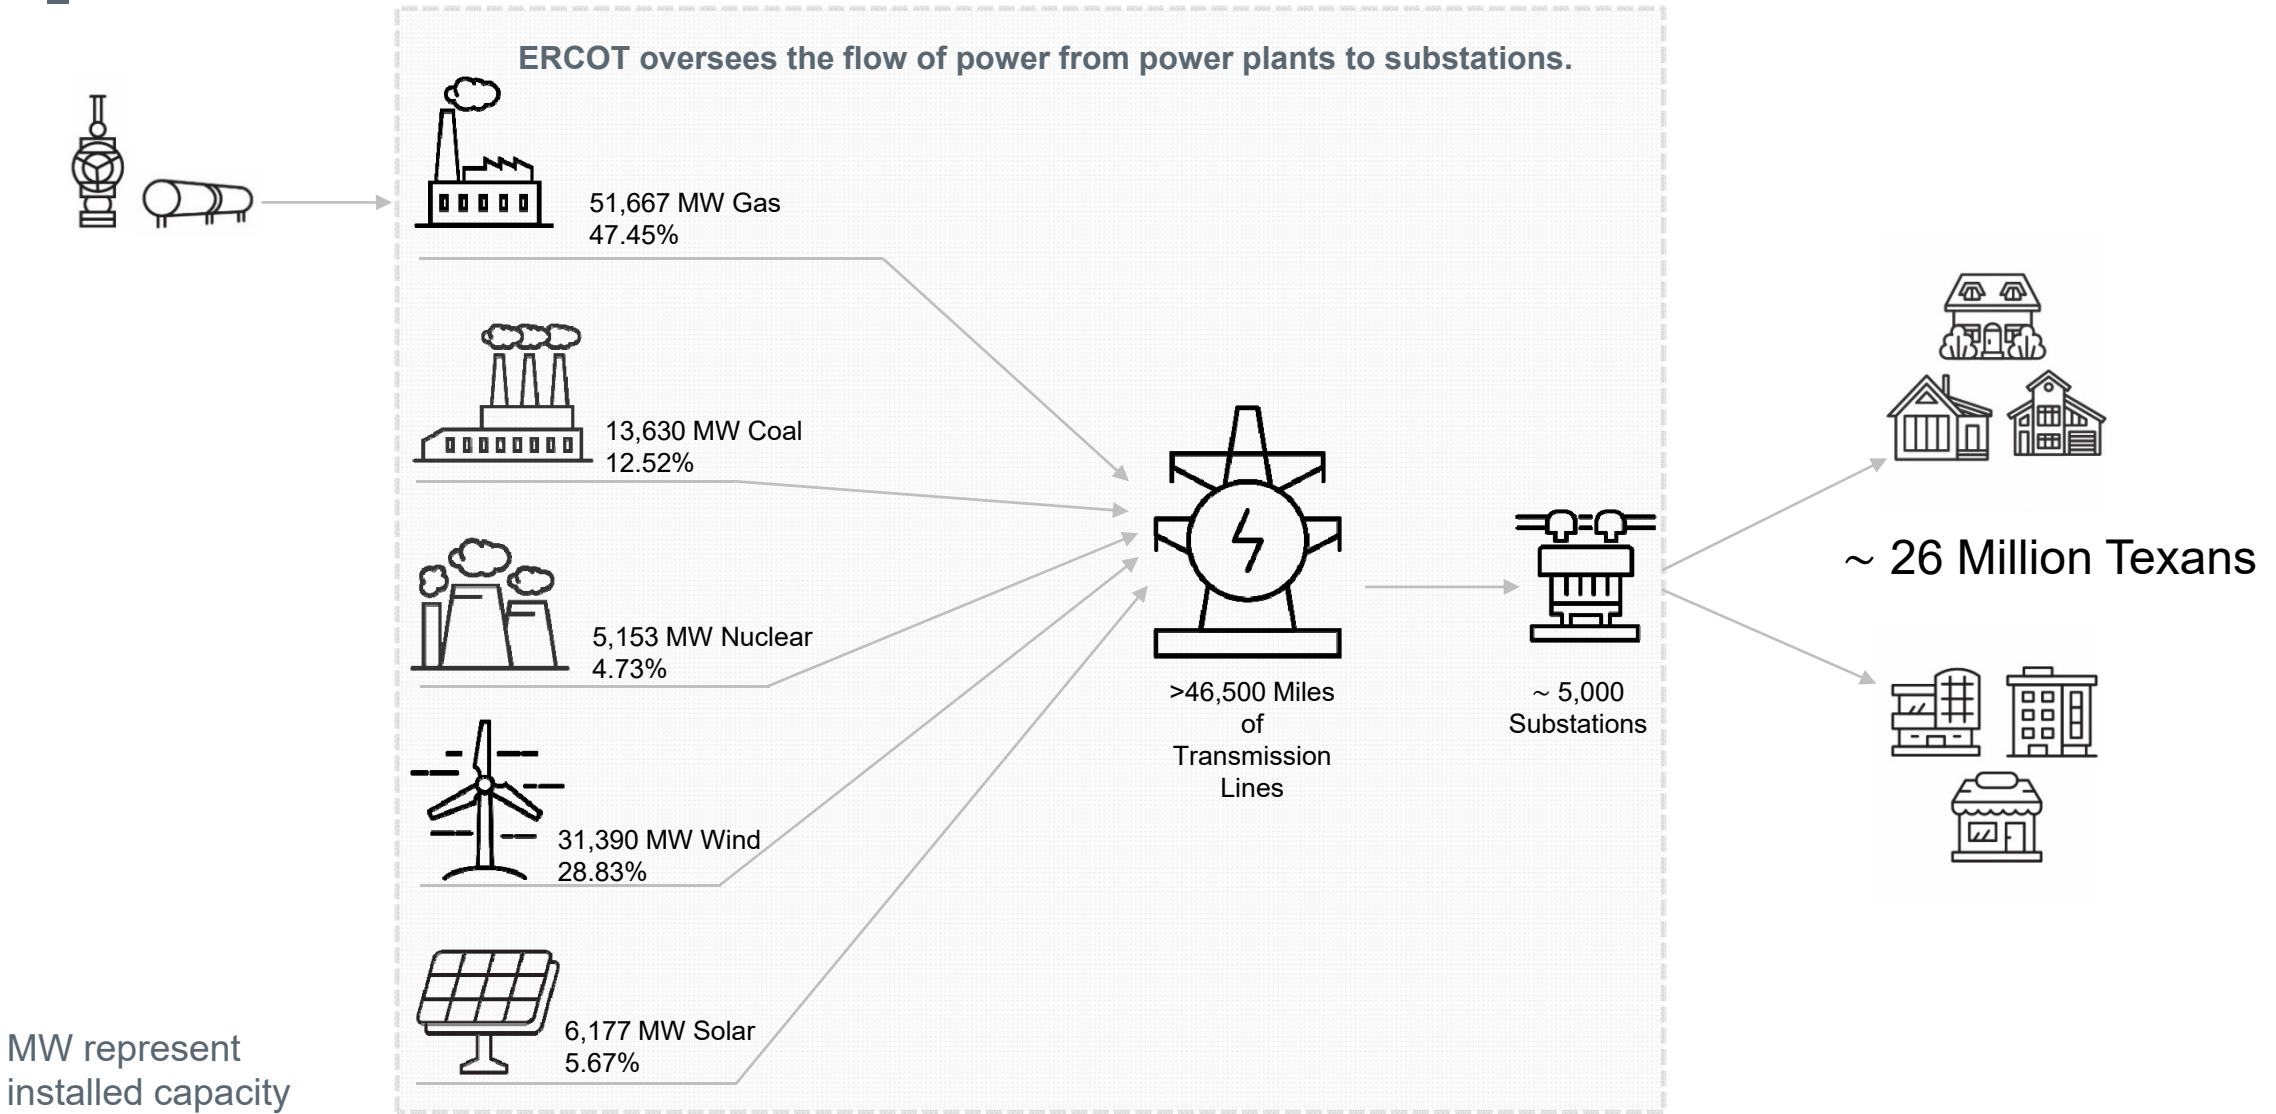 ERCOT oversees the flow of power from power plants to substations.
51,667 MW Gas
47.45%
13,630 MW Coal
12.52%
5,153 MW Nuclear
4.73%
31,390 MW Wind
28.83%
6,177 MW Solar
5.67%
>46,500 Miles
of
Transmission
Lines
~ 5,000
Substations
~ 26 Million Texans
MW represent
installed capacity